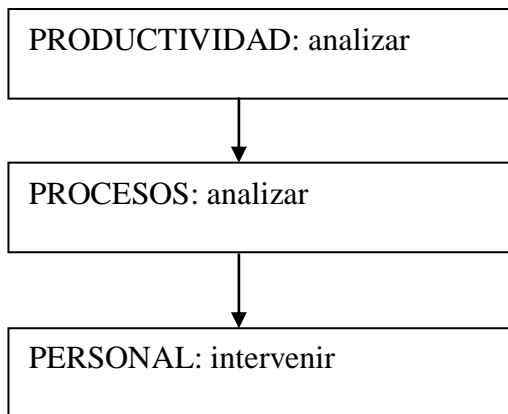 PRODUCTIVIDAD: analizar
PROCESOS: analizar
PERSONAL: intervenir